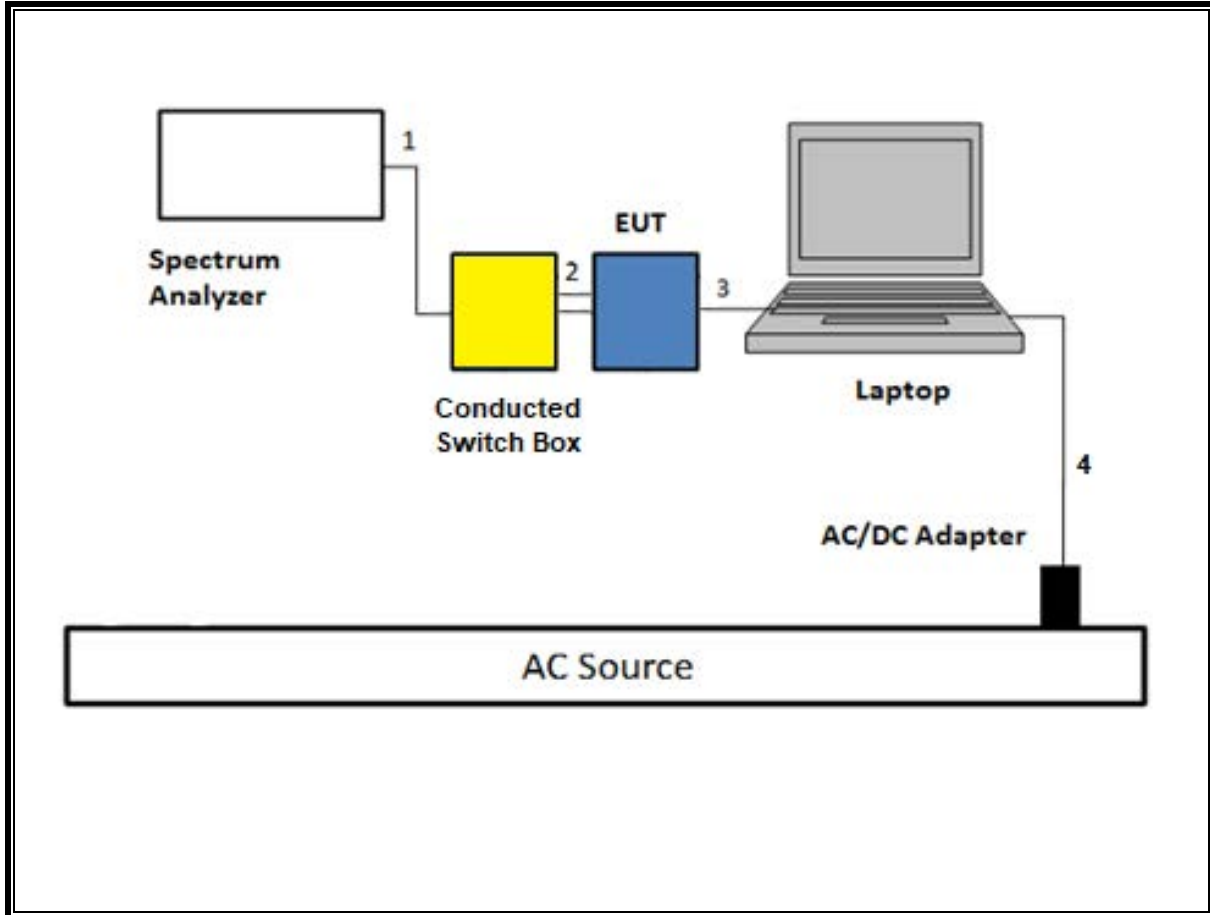 1
Spectrum
Analyzer
EUT
2
3
Conducted
Switch Box
Laptop
4
AC/DC Adapter
AC Source